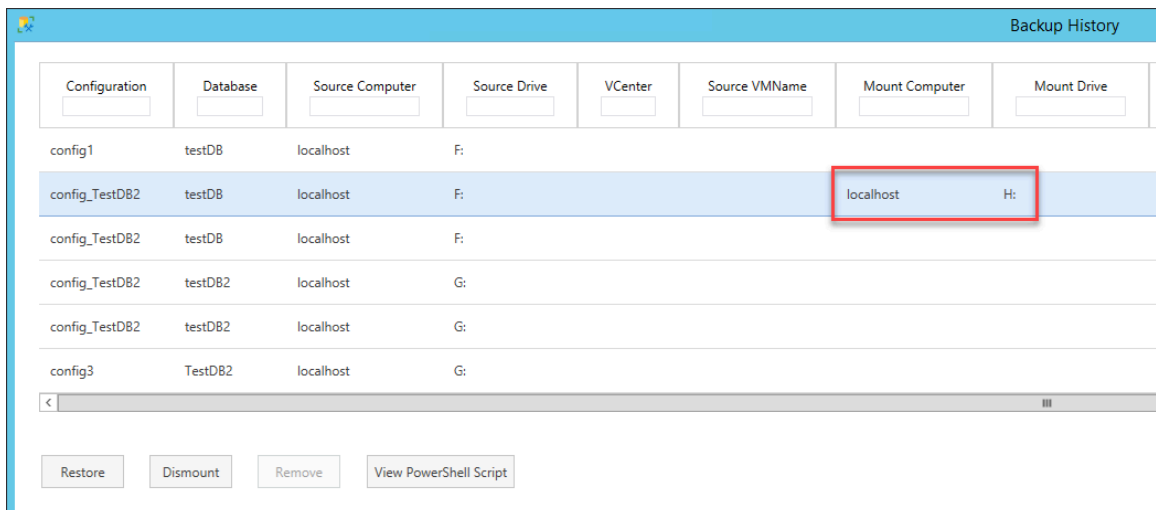 Backup History
Configuration Database Source Computer Source Drive VCenter Source VMName Mount Computer Mount Drive
config1 testDB localhost F:
config_TestDB2 testDB localhost F: localhost H:
config_TestDB2 testDB localhost F:
config_TestDB2 testDB2 localhost G:
config_TestDB2 testDB2 localhost G:
config3 TestDB2 localhost G:
Restore Dismount Remove View PowerShell Script